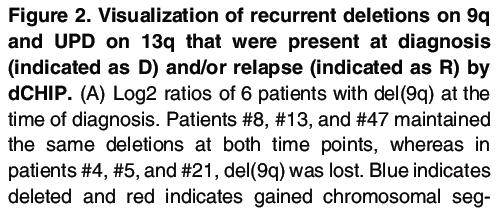 Figure 2. Visualization of recurrent deletions on 9q
and UPD on 13q that were present at diagnosis
(indicated as D) and/or relapse (indicated as R) by
dCHIP. (A) Log2 ratios of 6 patients with del(9q) at the
time of diagnosis. Patients #8, #13, and #47 maintained
the same deletions at both time points, whereas in
patients #4, #5, and #21, del(9q) was lost. Blue indicates
deleted and red indicates gained chromosomal seg-